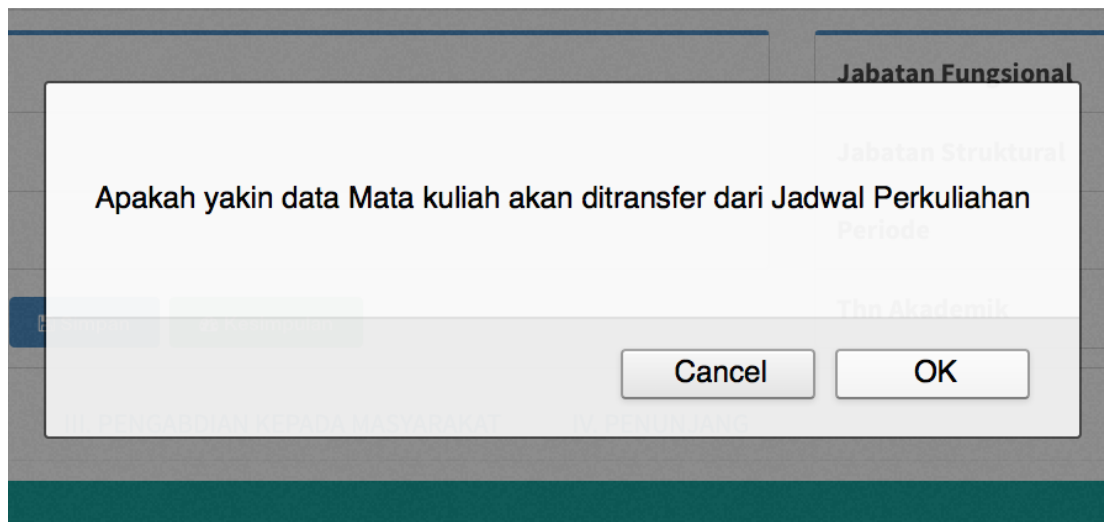 Jabatan Fungsional
Jabatan Struktural
Apakah yakin data Mata kuliah akan ditransfer dari Jadwal Perkuliahan
Periode
Thn Akademik
Cancel
OK
III. PENGABDIAN KEPADA MASYARAKAT
IV. PENUNJANG